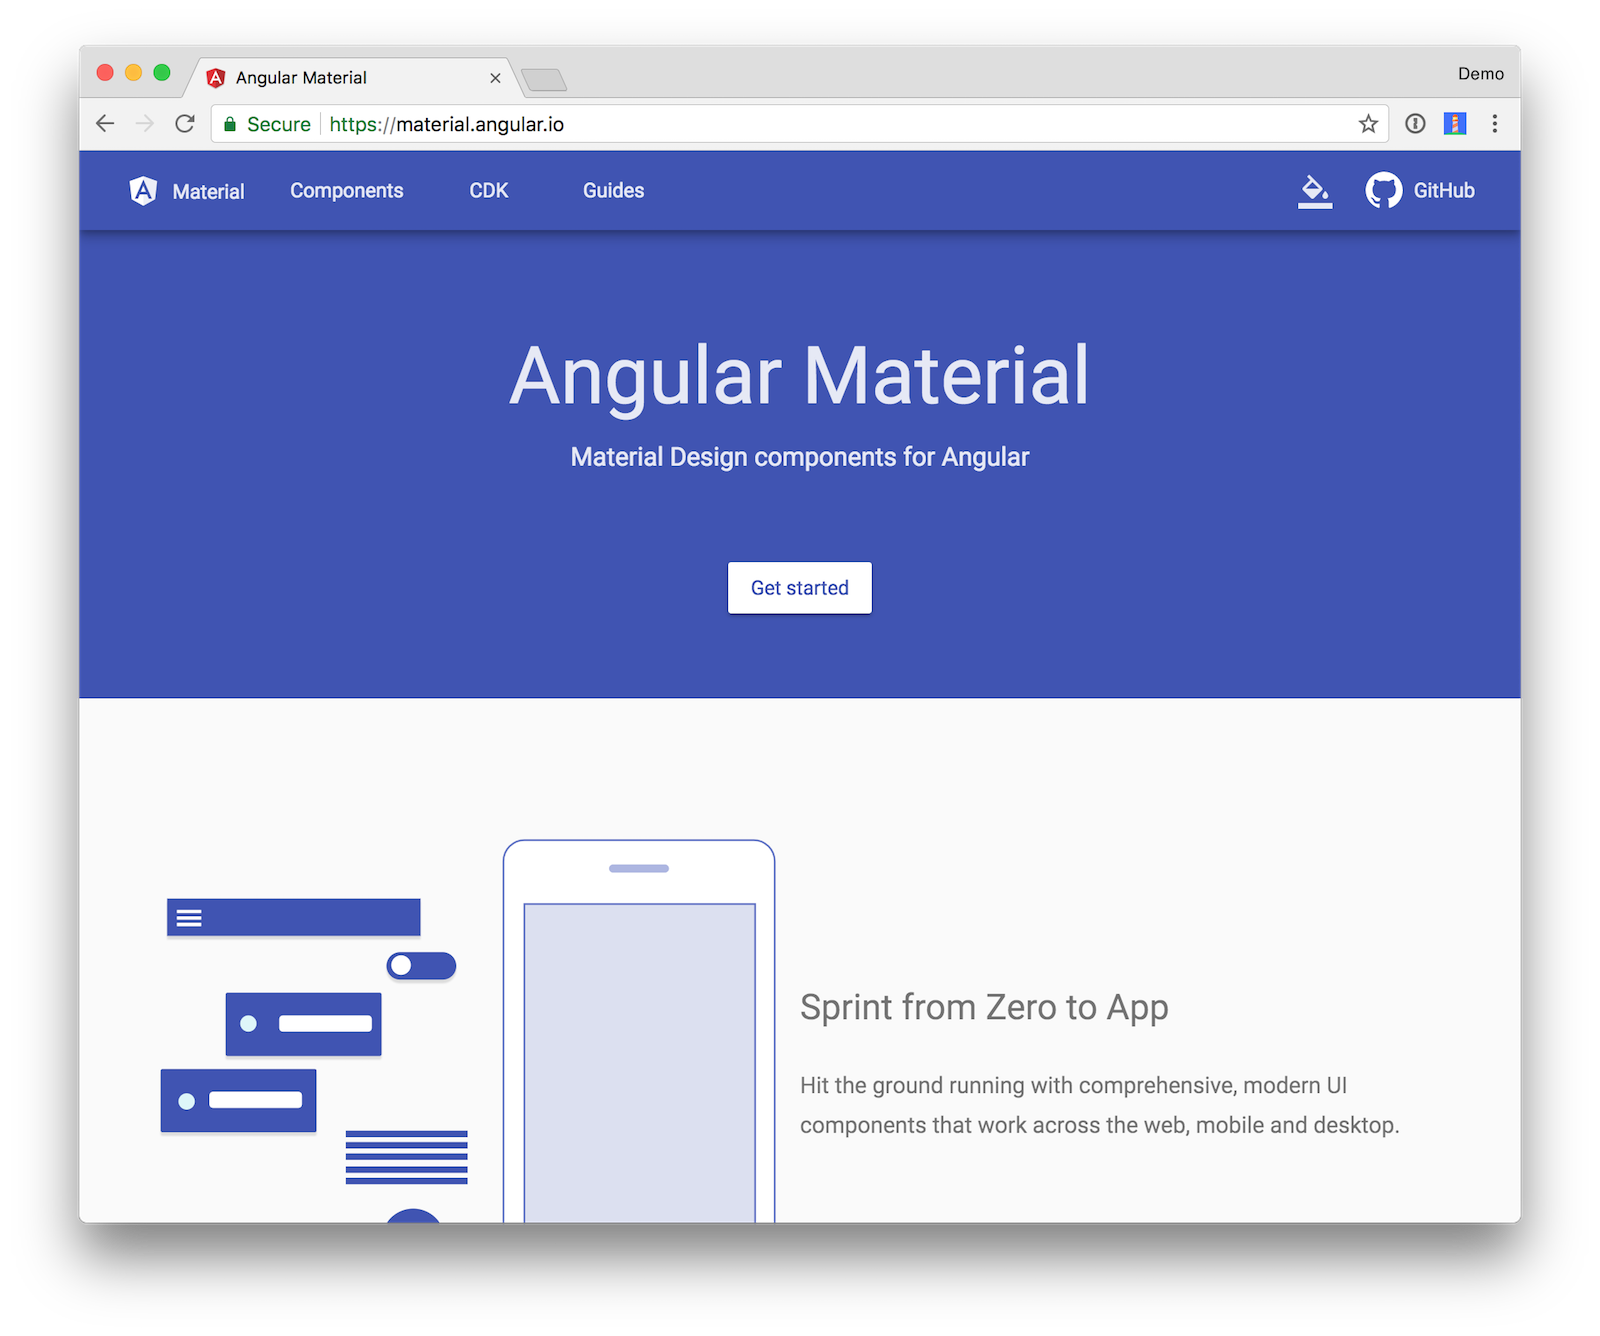 Angular Material
Demo
Secure https://material.angular.io
Material Components CDK Guides GitHub
Angular Material
Material Design components for Angular
Get started
Sprint from Zero to App
Hit the ground running with comprehensive, modern UI
components that work across the web, mobile and desktop.